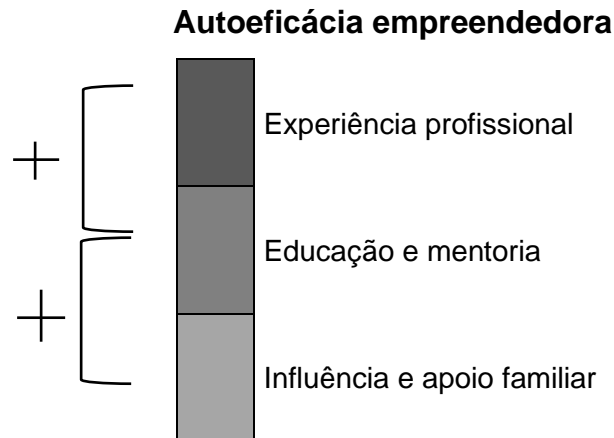 Autoeficácia empreendedora
Experiência profissional
+
Educação e mentoria
+
Influência e apoio familiar